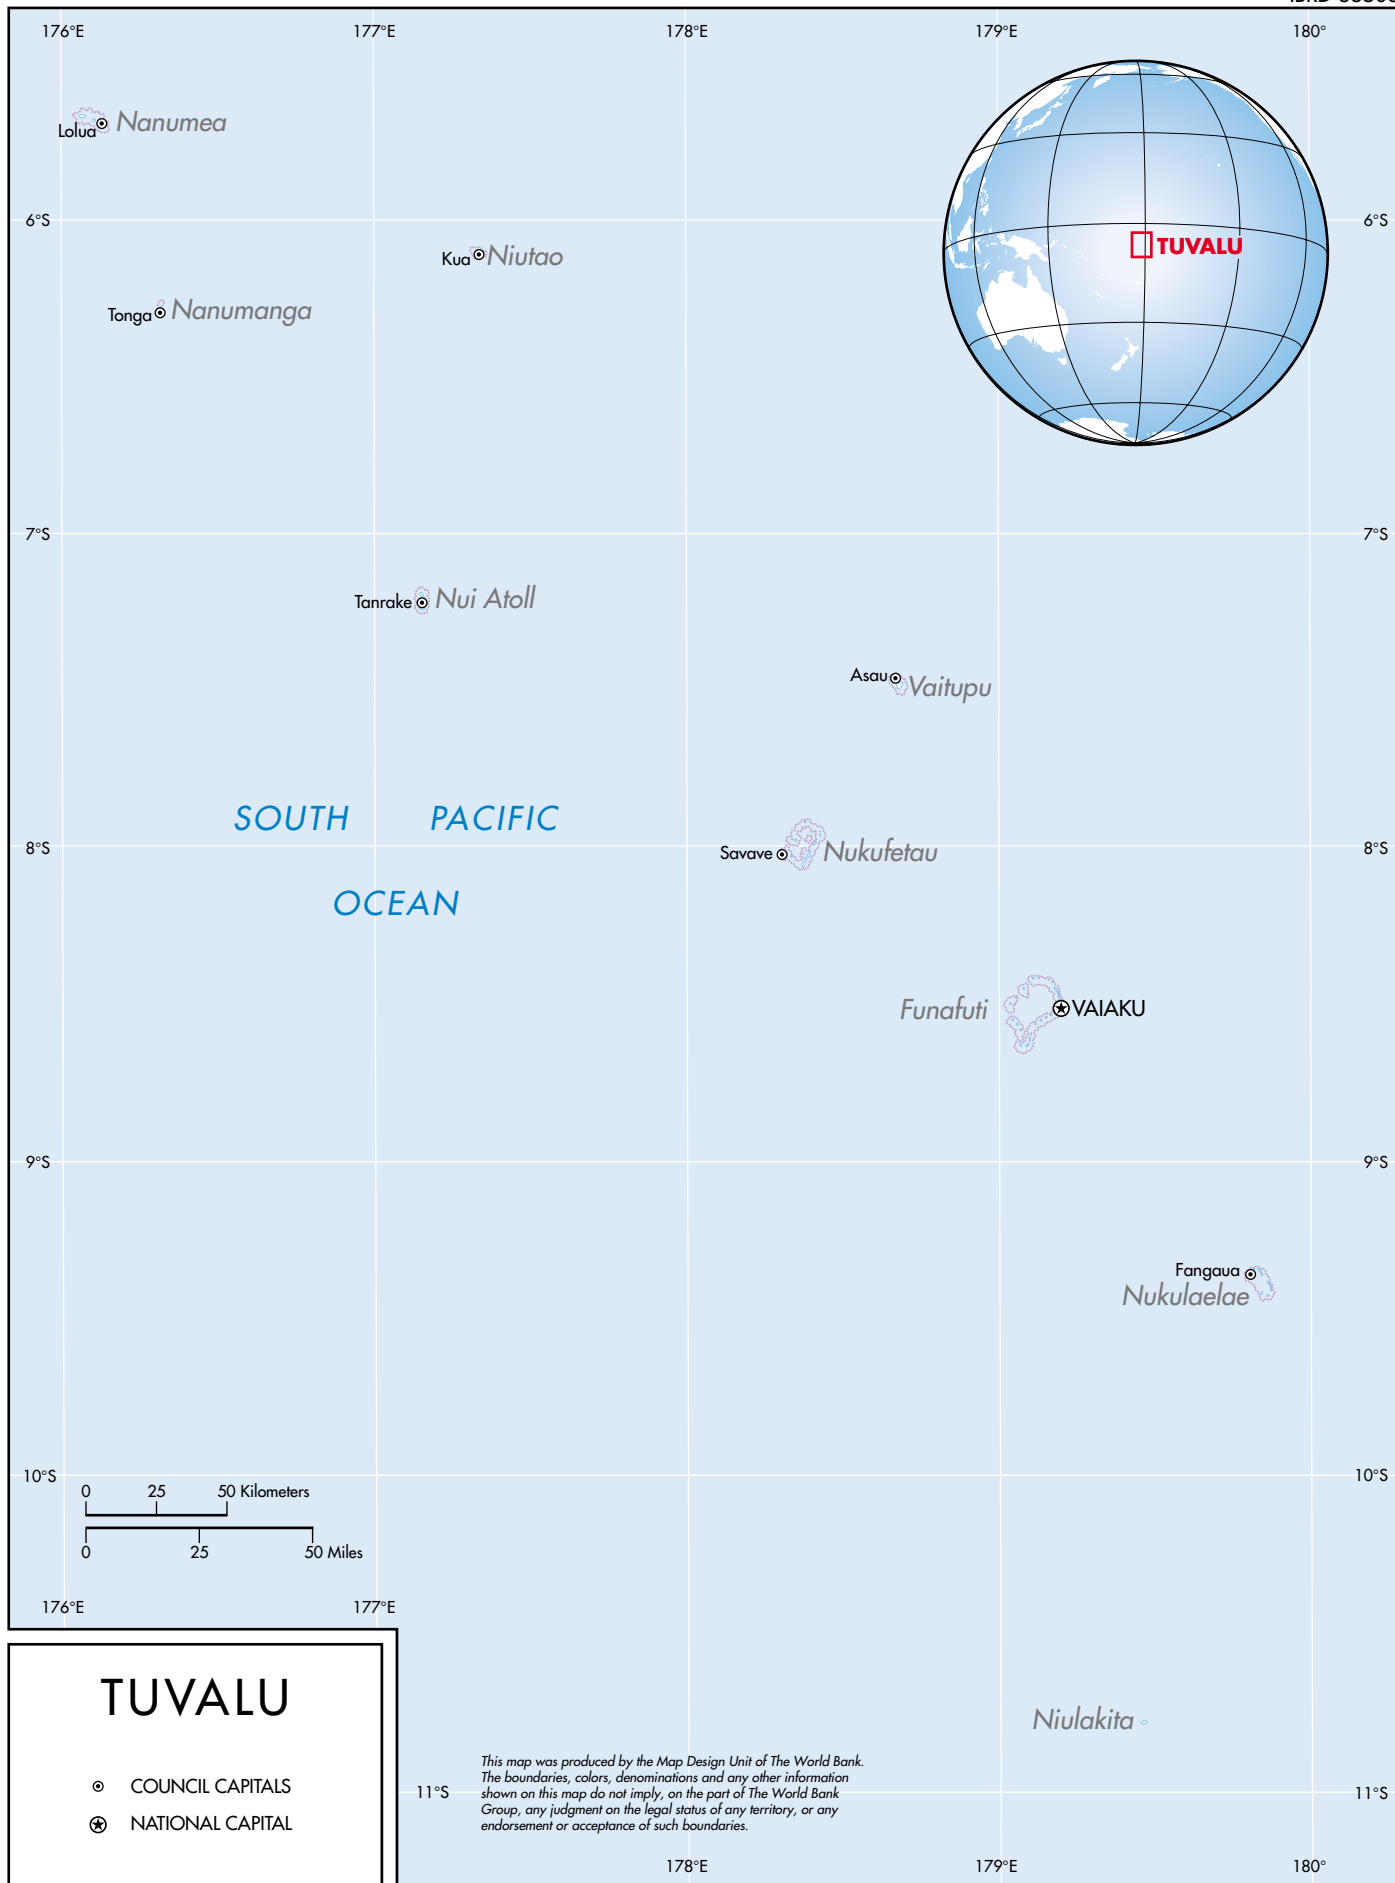 176°E
177°E
178°E
179°E
180°
Lolua
Nanumea
6°S
6°S
Kua
Niutao
TUVALU
Tonga
Nanumanga
7°S
7°S
Tanrake
Nui Atoll
Asau
Vaitupu
SOUTH PACIFIC
OCEAN
8°S
8°S
Savave
Nukufetau
Funafuti
VAIAKU
9°S
9°S
Fangaua
Nukulaelae
10°S
10°S
0 25 50 Kilometers
0 25 50 Miles
176°E
177°E
TUVALU
COUNCIL CAPITALS
NATIONAL CAPITAL
Niulakita
11°S
11°S
This map was produced by the Map Design Unit of The World Bank.
The boundaries, colors, denominations and any other information
shown on this map do not imply, on the part of The World Bank
Group, any judgment on the legal status of any territory, or any
endorsement or acceptance of such boundaries.
178°E
179°E
180°